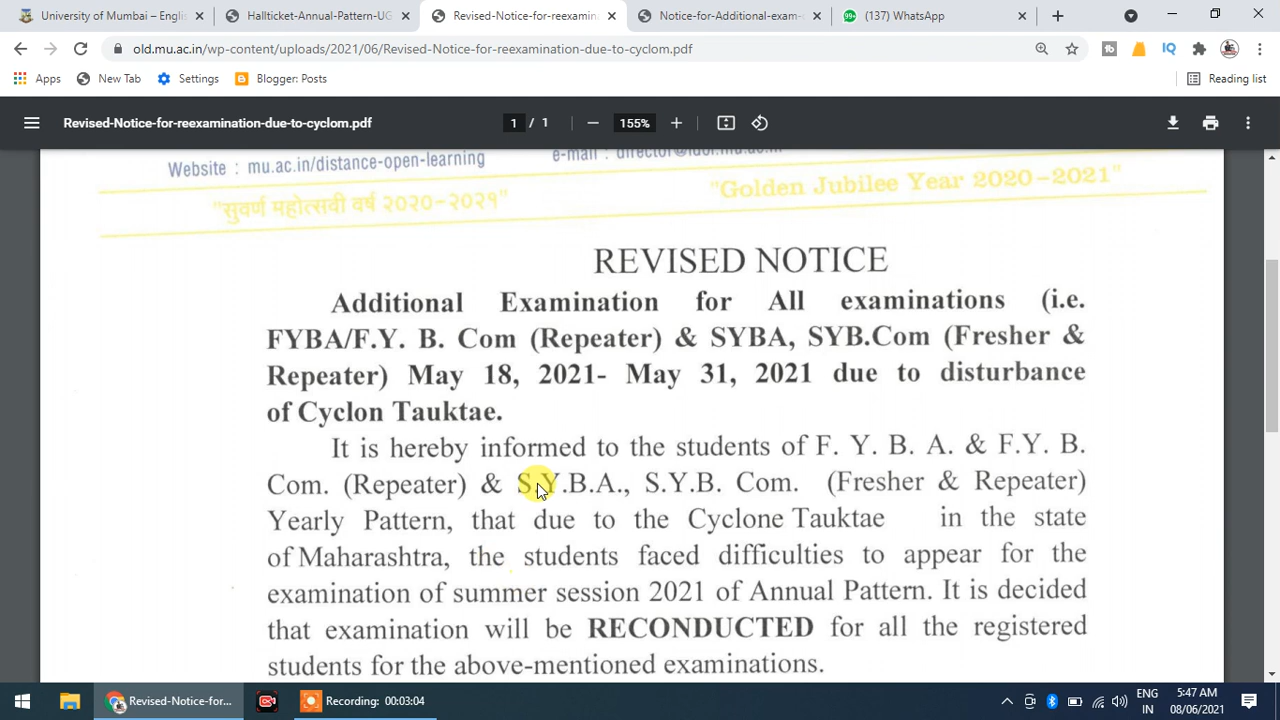 University of Mumbai – Engli
Hallticket-Annual-Pattern-UG
Revised-Notice-for-reexamina
Notice-for-Additional-exam-c
(137) WhatsApp
old.mu.ac.in/wp-content/uploads/2021/06/Revised-Notice-for-reexamination-due-to-cyclom.pdf
Apps
New Tab
Settings
Blogger: Posts
Reading list
Revised-Notice-for-reexamination-due-to-cyclom.pdf
1 / 1
155%
Website : mu.ac.in/distance-open-learning
e-mail : director@idol.mu.ac.in
"सुवर्ण महोत्सवी वर्ष २०२०-२०२१"
"Golden Jubilee Year 2020-2021"
REVISED NOTICE
Additional Examination for All examinations (i.e.
FYBA/F.Y. B. Com (Repeater) & SYBA, SYB.Com (Fresher &
Repeater) May 18, 2021- May 31, 2021 due to disturbance
of Cyclon Tauktae.
It is hereby informed to the students of F. Y. B. A. & F.Y. B.
Com. (Repeater) & S.Y.B.A., S.Y.B. Com. (Fresher & Repeater)
Yearly Pattern, that due to the Cyclone Tauktae in the state
of Maharashtra, the students faced difficulties to appear for the
examination of summer session 2021 of Annual Pattern. It is decided
that examination will be RECONDUCTED for all the registered
students for the above-mentioned examinations.
Revised-Notice-for-...
Recording: 00:03:04
ENG
IN
5:47 AM
08/06/2021